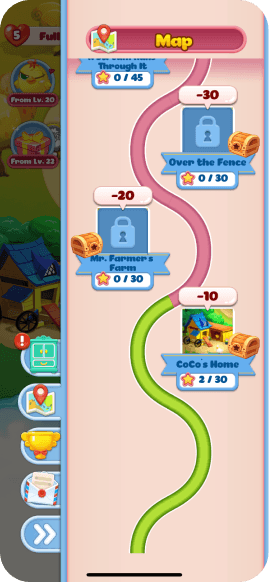 5
Full
Map
Through It
0/45
From Lv. 20
-30
From Lv. 22
Over the Fence
0/30
-20
Mr. Farmer's
Farm
0/30
-10
CoCo's Home
2/30
!